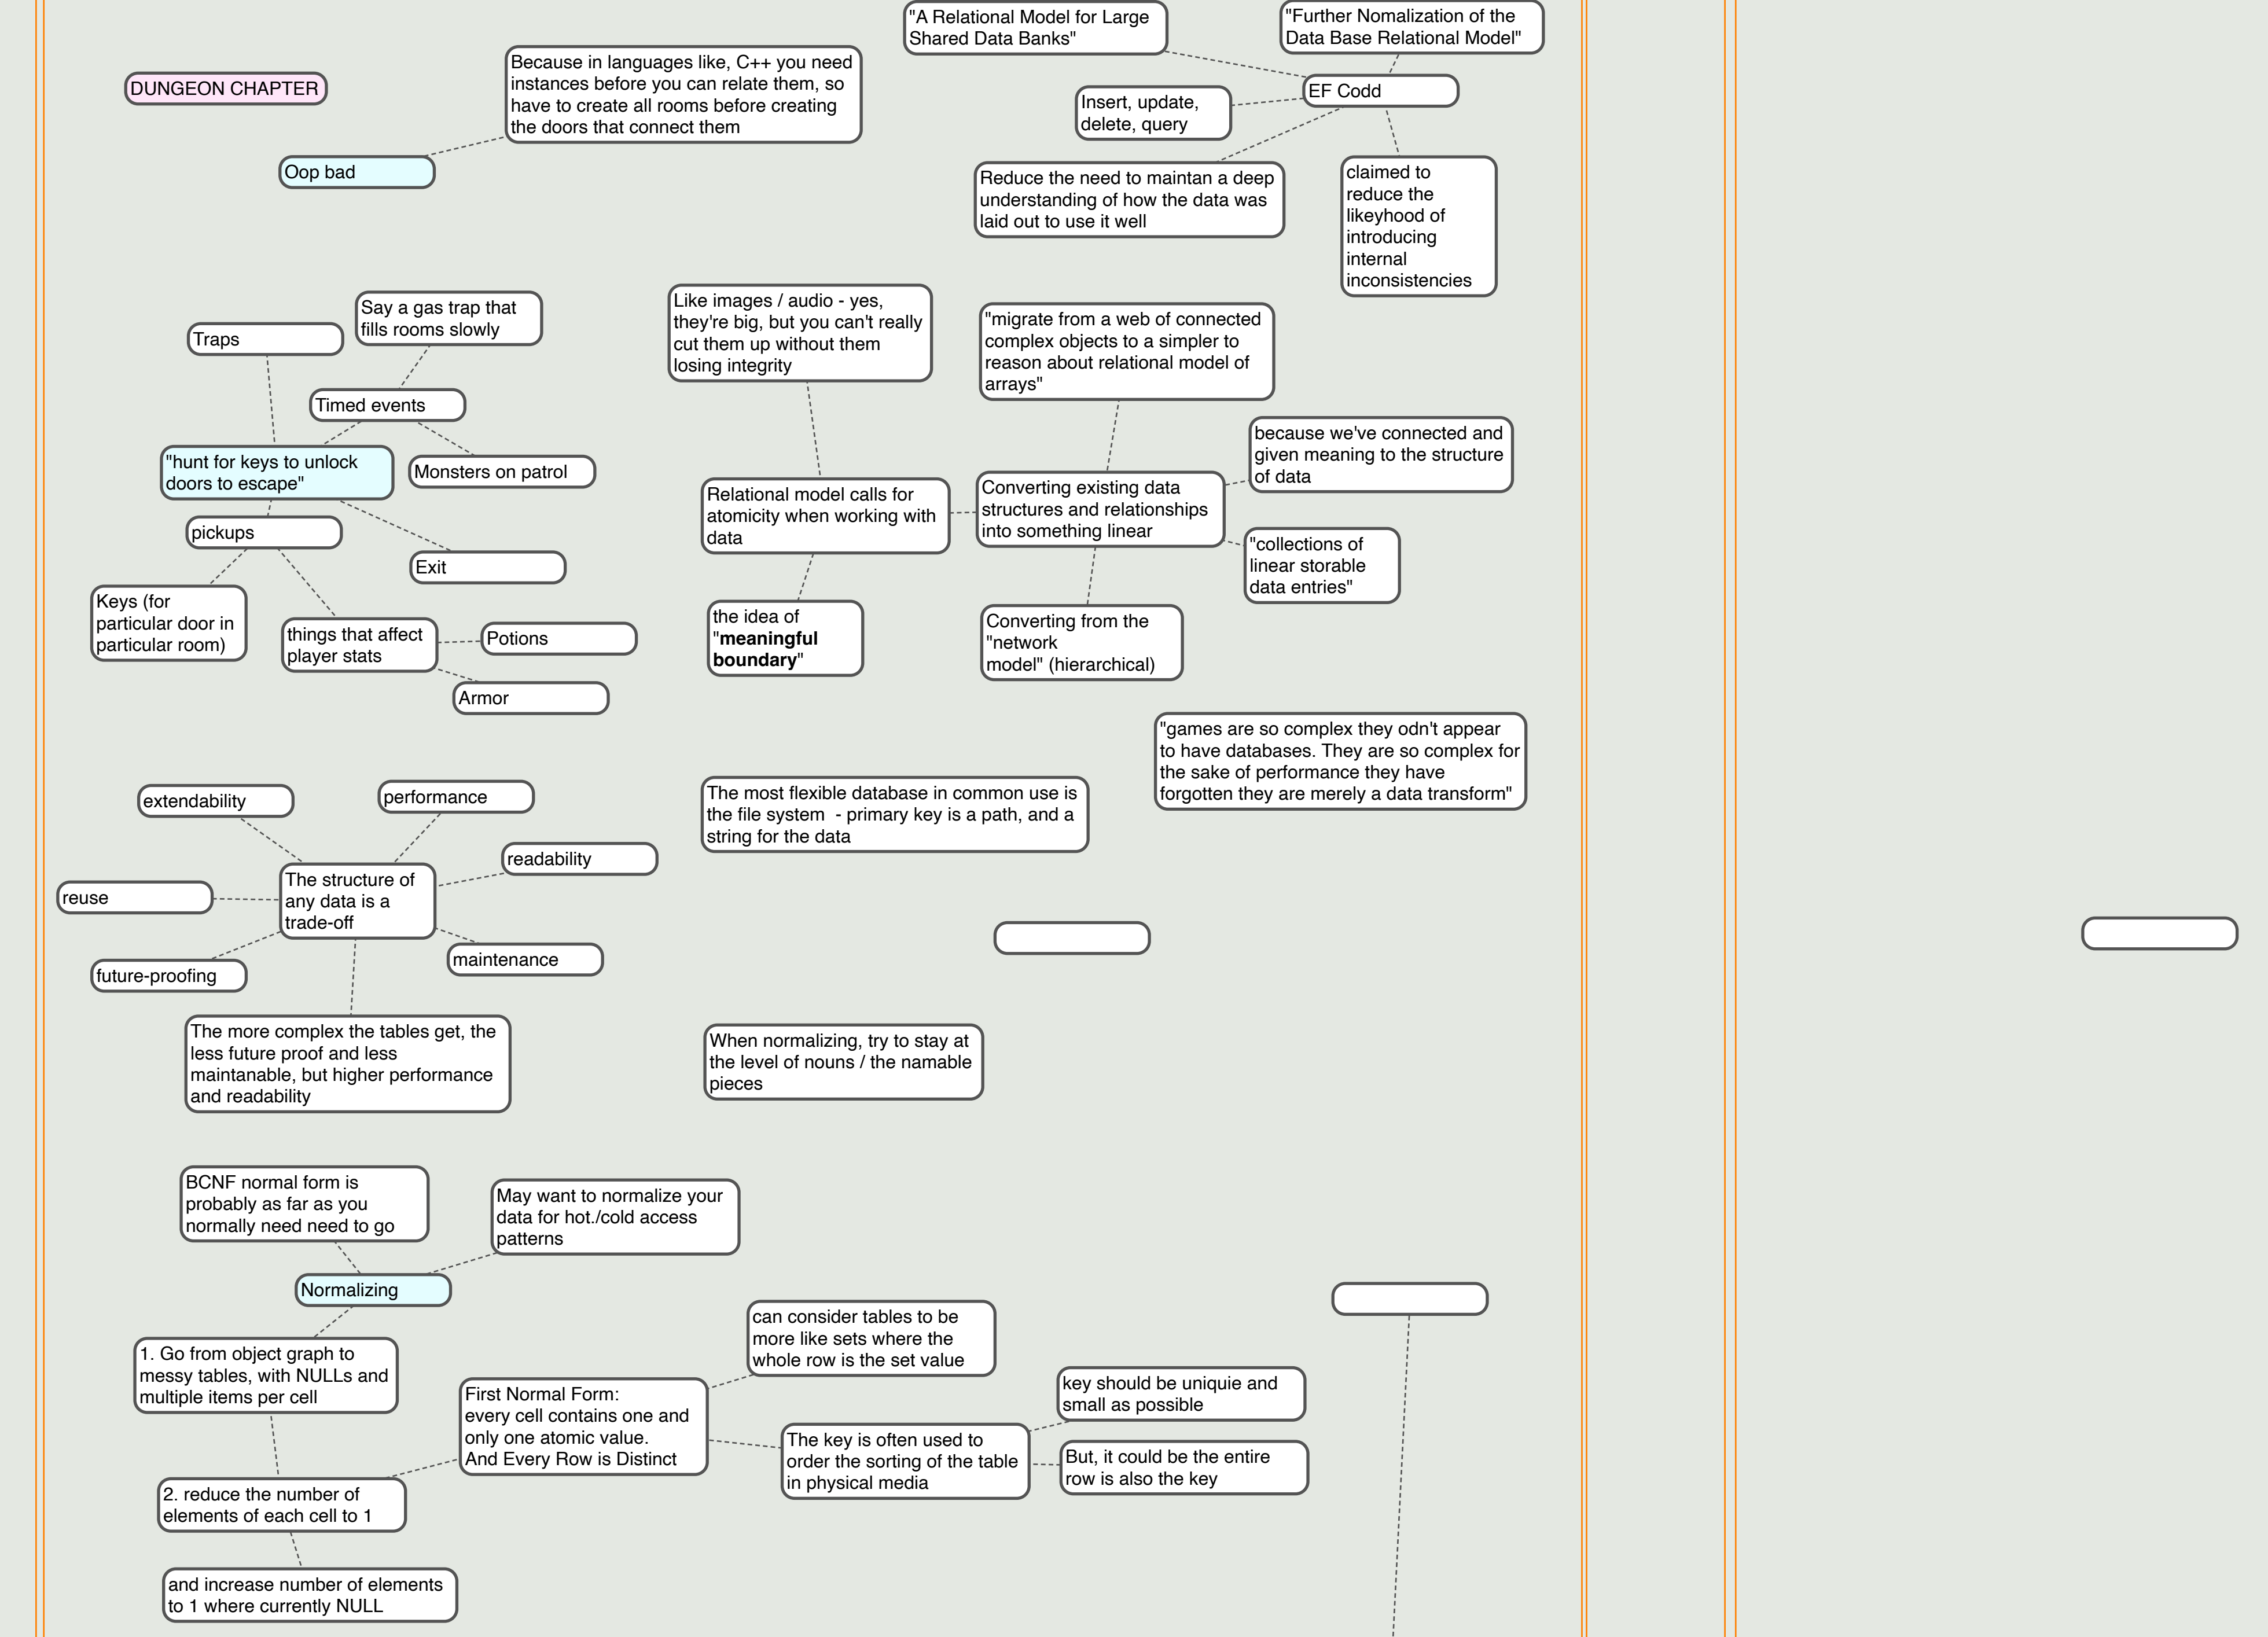 "A Relational Model for Large
Shared Data Banks"
"Further Nomalization of the
Data Base Relational Model"
DUNGEON CHAPTER
Because in languages like, C++ you need
instances before you can relate them, so
have to create all rooms before creating
the doors that connect them
EF Codd
Insert, update,
delete, query
Oop bad
Reduce the need to maintan a deep
understanding of how the data was
laid out to use it well
claimed to
reduce the
likeyhood of
introducing
internal
inconsistencies
Say a gas trap that
fills rooms slowly
Traps
Timed events
"hunt for keys to unlock
doors to escape"
Monsters on patrol
pickups
Exit
Keys (for
particular door in
particular room)
things that affect
player stats
Potions
Armor
Like images / audio - yes,
they're big, but you can't really
cut them up without them
losing integrity
"migrate from a web of connected
complex objects to a simpler to
reason about relational model of
arrays"
because we've connected and
given meaning to the structure
of data
Relational model calls for
atomicity when working with
data
Converting existing data
structures and relationships
into something linear
"collections of
linear storable
data entries"
the idea of
"meaningful
boundary"
Converting from the
"network
model" (hierarchical)
"games are so complex they odn't appear
to have databases. They are so complex for
the sake of performance they have
forgotten they are merely a data transform"
The most flexible database in common use is
the file system  - primary key is a path, and a
string for the data
extendability
performance
readability
The structure of
any data is a
trade-off
reuse
maintenance
future-proofing
The more complex the tables get, the
less future proof and less
maintanable, but higher performance
and readability
When normalizing, try to stay at
the level of nouns / the namable
pieces
BCNF normal form is
probably as far as you
normally need need to go
May want to normalize your
data for hot./cold access
patterns
Normalizing
1. Go from object graph to
messy tables, with NULLs and
multiple items per cell
can consider tables to be
more like sets where the
whole row is the set value
First Normal Form:
every cell contains one and
only one atomic value.
And Every Row is Distinct
key should be uniquie and
small as possible
The key is often used to
order the sorting of the table
in physical media
But, it could be the entire
row is also the key
2. reduce the number of
elements of each cell to 1
and increase number of elements
to 1 where currently NULL